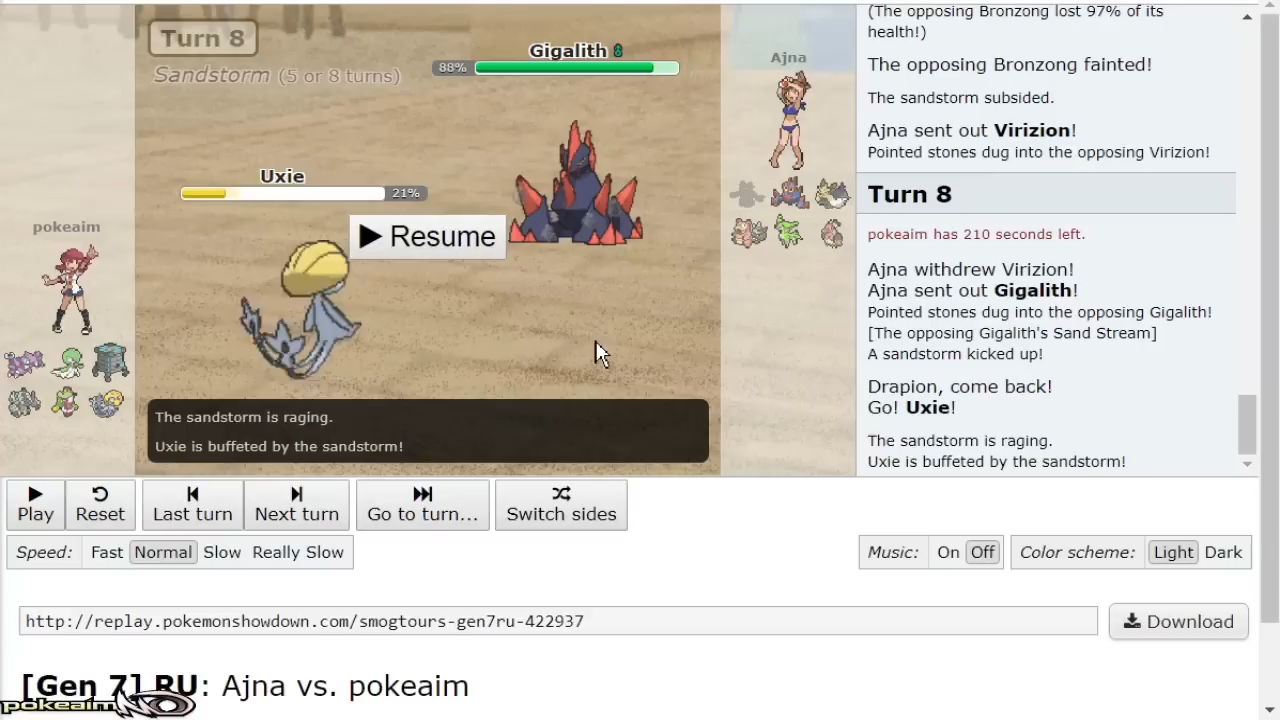 Turn 8
Sandstorm (5 or 8 turns)
Gigalith
88%
Uxie
21%
Resume
pokeaim
Ajna
The sandstorm is raging.
Uxie is buffeted by the sandstorm!
(The opposing Bronzong lost 97% of its
health!)
The opposing Bronzong fainted!
The sandstorm subsided.
Ajna sent out Virizion!
Pointed stones dug into the opposing Virizion!
Turn 8
pokeaim has 210 seconds left.
Ajna withdrew Virizion!
Ajna sent out Gigalith!
Pointed stones dug into the opposing Gigalith!
[The opposing Gigalith's Sand Stream]
A sandstorm kicked up!
Drapion, come back!
Go! Uxie!
The sandstorm is raging.
Uxie is buffeted by the sandstorm!
Play Reset Last turn Next turn Go to turn... Switch sides
Speed: Fast Normal Slow Really Slow Music: On Off Color scheme: Light Dark
http://replay.pokemonshowdown.com/smogtours-gen7ru-422937 Download
[Gen 7] RU: Ajna vs. pokeaim
pokeaimMD